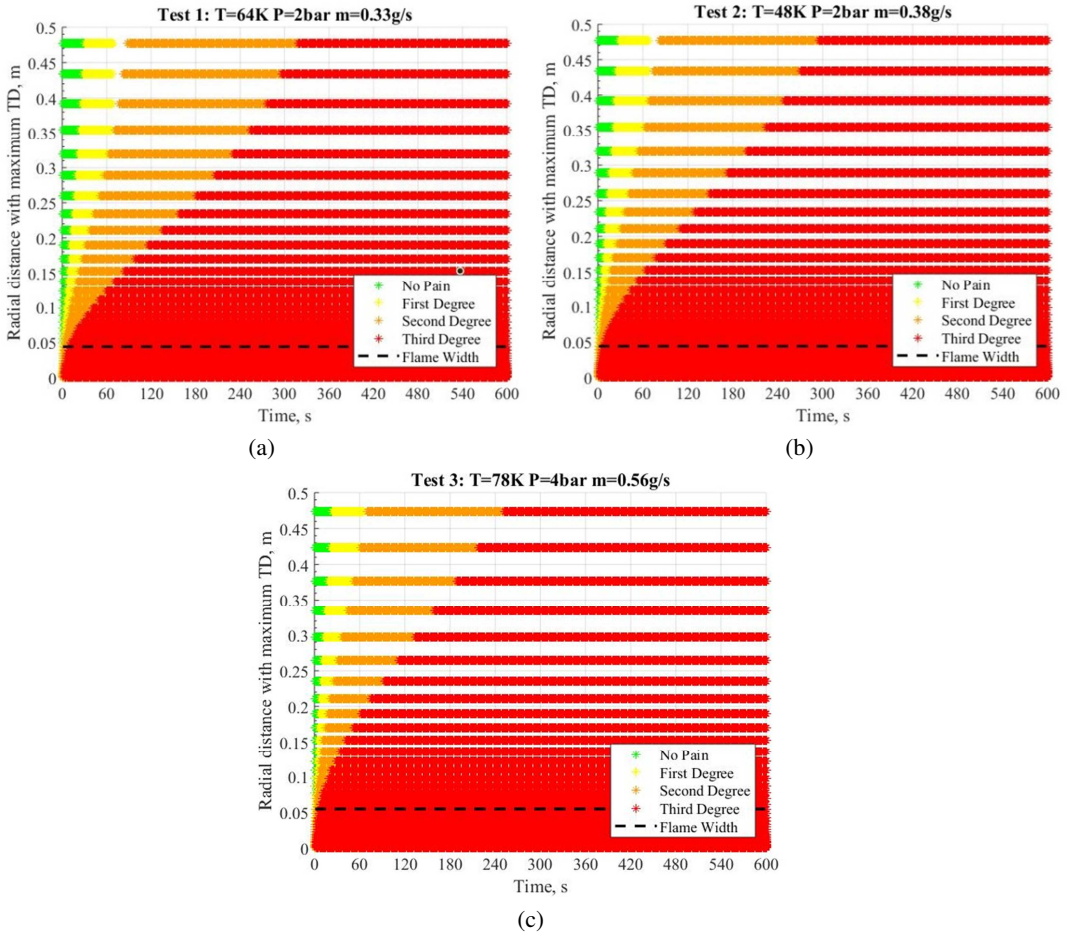 Test 1: T=64K P=2bar m=0.33g/s
Radial distance with maximum TD, m
0.5
0.45
0.4
0.35
0.3
0.25
0.2
0.15
0.1
0.05
0
No Pain
First Degree
Second Degree
Third Degree
Flame Width
0 60 120 180 240 300 360 420 480 540 600
Time, s
(a)
Test 2: T=48K P=2bar m=0.38g/s
Radial distance with maximum TD, m
0.5
0.45
0.4
0.35
0.3
0.25
0.2
0.15
0.1
0.05
0
No Pain
First Degree
Second Degree
Third Degree
Flame Width
0 60 120 180 240 300 360 420 480 540 600
Time, s
(b)
Test 3: T=78K P=4bar m=0.56g/s
Radial distance with maximum TD, m
0.5
0.45
0.4
0.35
0.3
0.25
0.2
0.15
0.1
0.05
0
No Pain
First Degree
Second Degree
Third Degree
Flame Width
0 60 120 180 240 300 360 420 480 540 600
Time, s
(c)